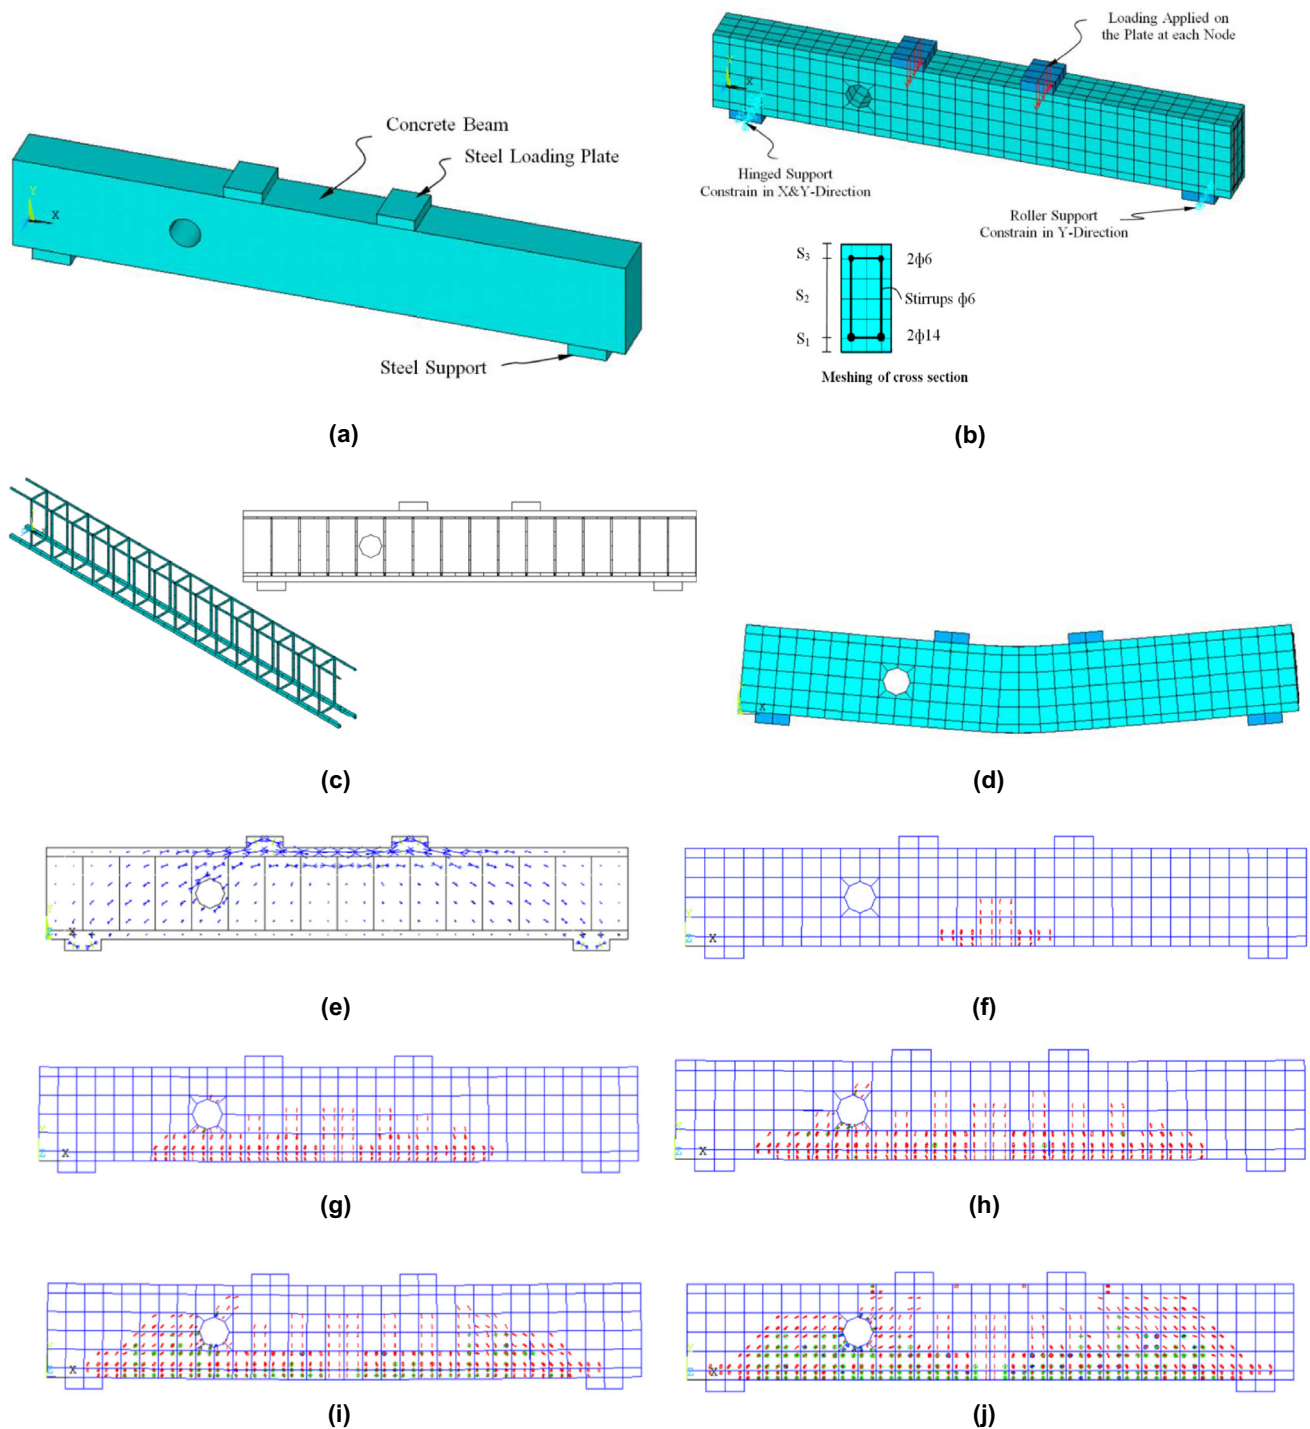 Concrete Beam
Steel Loading Plate
Y
X
Steel Support
(a)
Loading Applied on
the Plate at each Node
Y
X
Hinged Support
Constrain in X&Y-Direction
Roller Support
Constrain in Y-Direction
S3
2ϕ6
S2
Stirrups ϕ6
S1
2ϕ14
Meshing of cross section
(b)
(c)
X
(d)
Y
Z
X
(e)
Y
Z
X
(f)
Y
Z
X
(g)
Y
Z
X
(h)
Y
Z
X
(i)
Y
Z
X
(j)